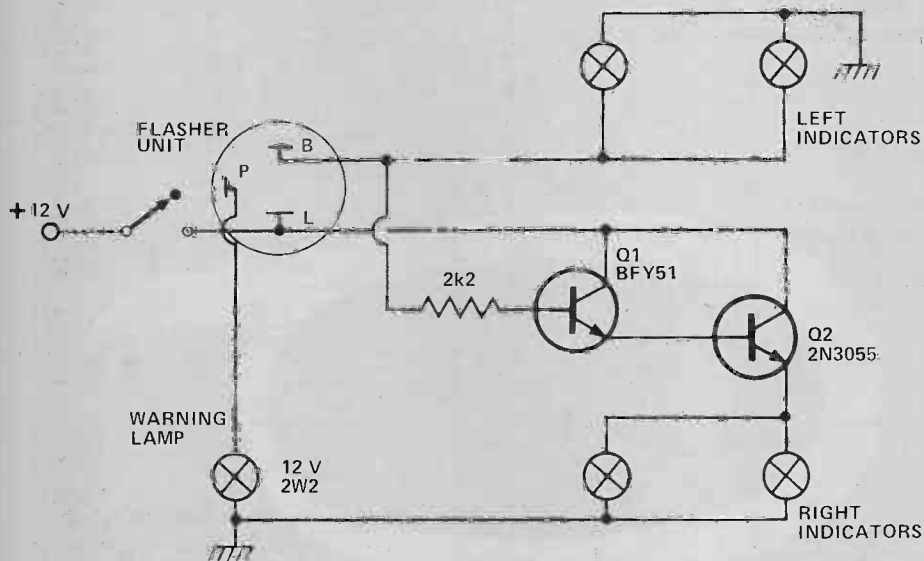 LEFT
INDICATORS
FLASHER
UNIT
B
P
L
+ 12 V
Q1
BFY51
2k2
Q2
2N3055
WARNING
LAMP
12 V
2W2
RIGHT
INDICATORS